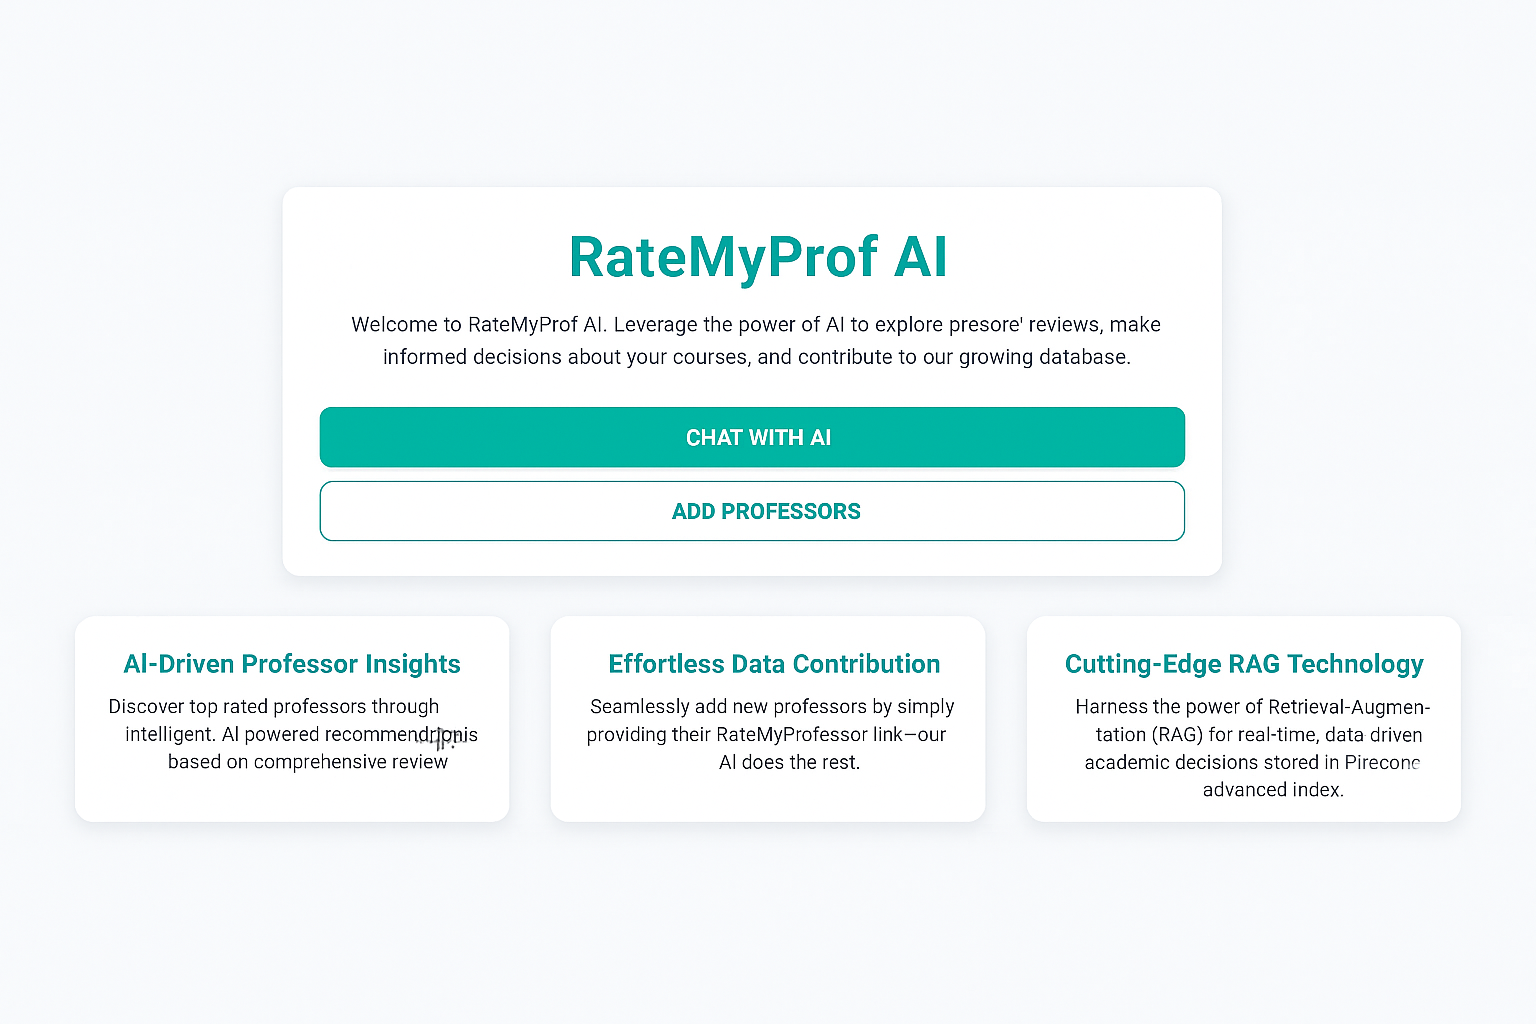 RateMyProf AI
Welcome to RateMyProf AI. Leverage the power of AI to explore presore' reviews, make
informed decisions about your courses, and contribute to our growing database.
CHAT WITH AI
ADD PROFESSORS
AI-Driven Professor Insights
Discover top rated professors through
intelligent. AI powered
based on comprehensive review
Effortless Data Contribution
Seamlessly add new professors by simply
providing their RateMyProfessor link—our
AI does the rest.
Cutting-Edge RAG Technology
Harness the power of Retrieval-Augmen-
tation (RAG) for real-time, data driven
academic decisions stored in Pirecone
advanced index.